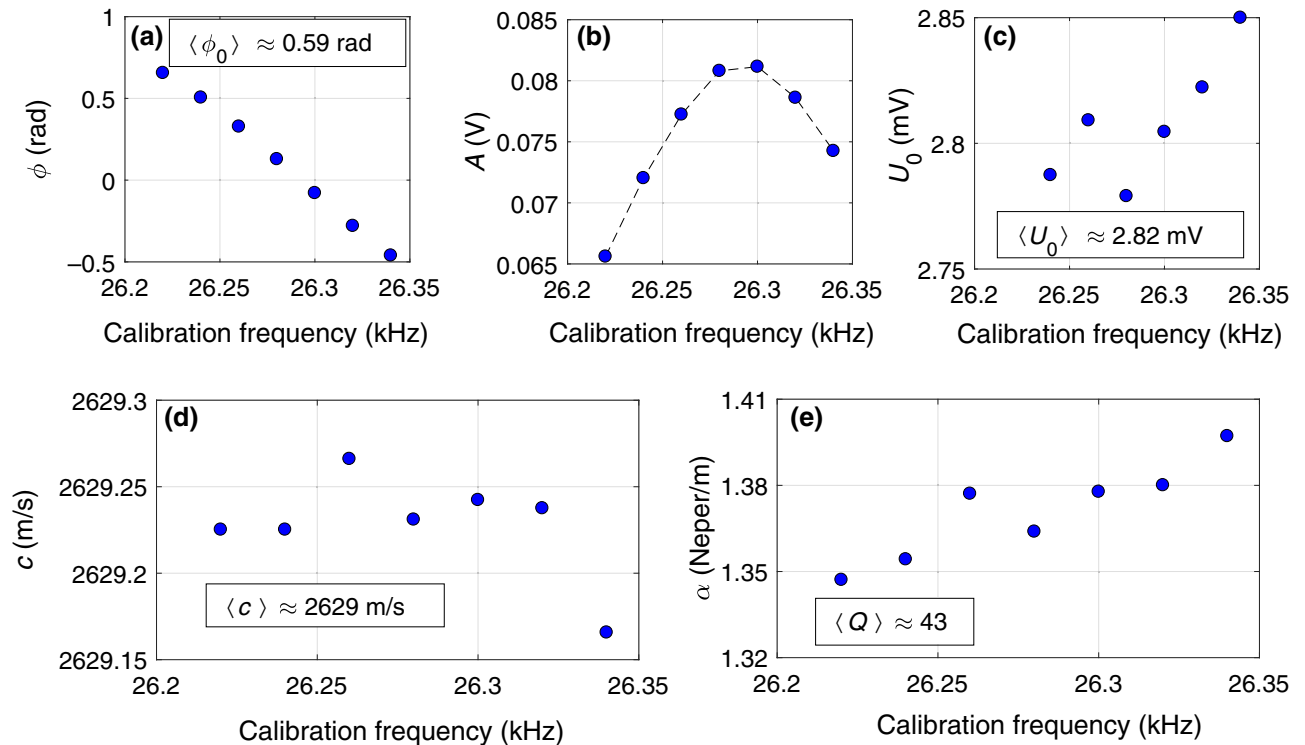 (a)
⟨ϕ0⟩ ≈ 0.59 rad
1
0.5
0
−0.5
ϕ (rad)
26.2 26.25 26.3 26.35
Calibration frequency (kHz)
(b)
0.085
0.08
0.075
0.07
0.065
A (V)
26.2 26.25 26.3 26.35
Calibration frequency (kHz)
(c)
2.85
2.8
2.75
U0 (mV)
⟨U0⟩ ≈ 2.82 mV
26.2 26.25 26.3 26.35
Calibration frequency (kHz)
(d)
2629.3
2629.25
2629.2
2629.15
c (m/s)
⟨c⟩ ≈ 2629 m/s
26.2 26.25 26.3 26.35
Calibration frequency (kHz)
(e)
1.41
1.38
1.35
1.32
α (Neper/m)
⟨Q⟩ ≈ 43
26.2 26.25 26.3 26.35
Calibration frequency (kHz)